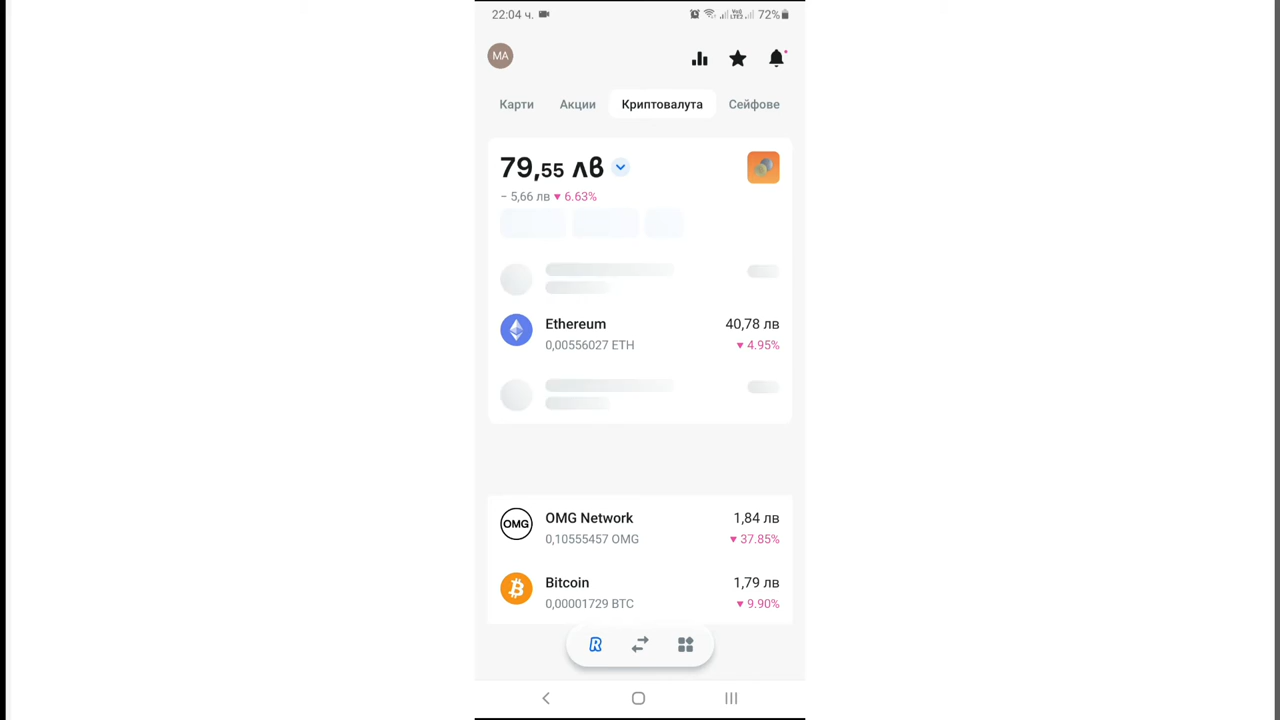 22:04 ч. 72%
MA
Карти Акции Криптовалута Сейфове
79,55 лв
− 5,66 лв ▾ 6.63%
Ethereum 40,78 лв
0,00556027 ETH ▾ 4.95%
OMG OMG Network 1,84 лв
0,10555457 OMG ▾ 37.85%
Bitcoin 1,79 лв
0,00001729 BTC ▾ 9.90%